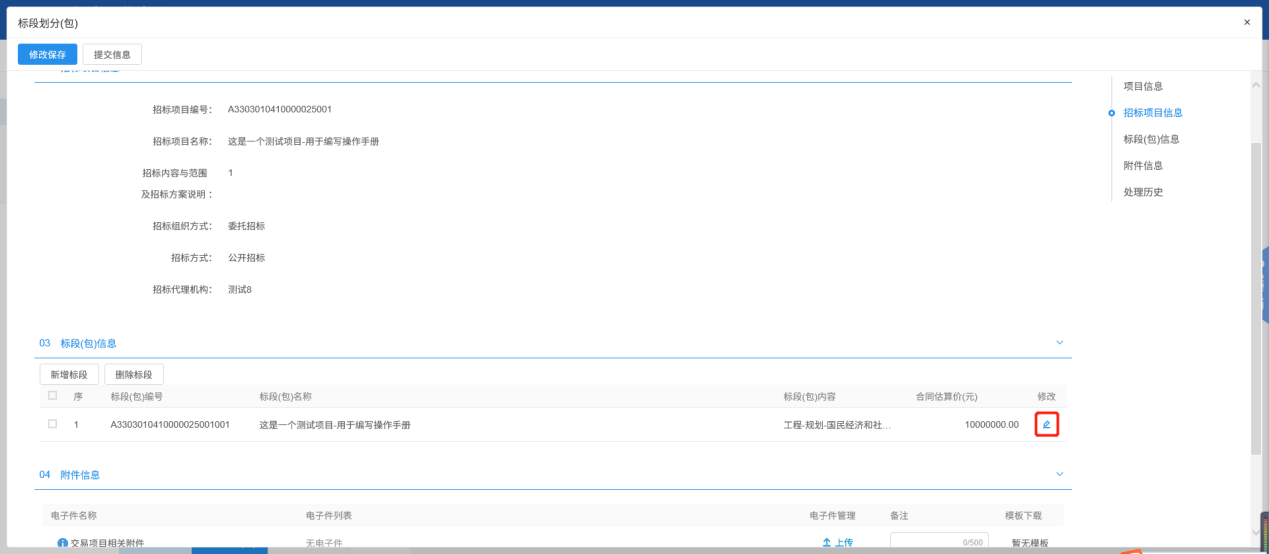 标段划分(包)
×
修改保存
提交信息
招标项目编号：
A3303010410000025001
招标项目名称：
这是一个测试项目-用于编写操作手册
招标内容与范围
及招标方案说明：
1
招标组织方式：
委托招标
招标方式：
公开招标
招标代理机构：
测试8
项目信息
招标项目信息
标段(包)信息
附件信息
处理历史
03 标段(包)信息
新增标段
删除标段
序 标段(包)编号 标段(包)名称 标段(包)内容 合同估算价(元) 修改
1 A3303010410000025001001 这是一个测试项目-用于编写操作手册 工程-规划-国民经济和社... 10000000.00
04 附件信息
电子件名称 电子件列表 电子件管理 备注 模板下载
交易项目相关附件 无电子件 上传 0/500 暂无模板